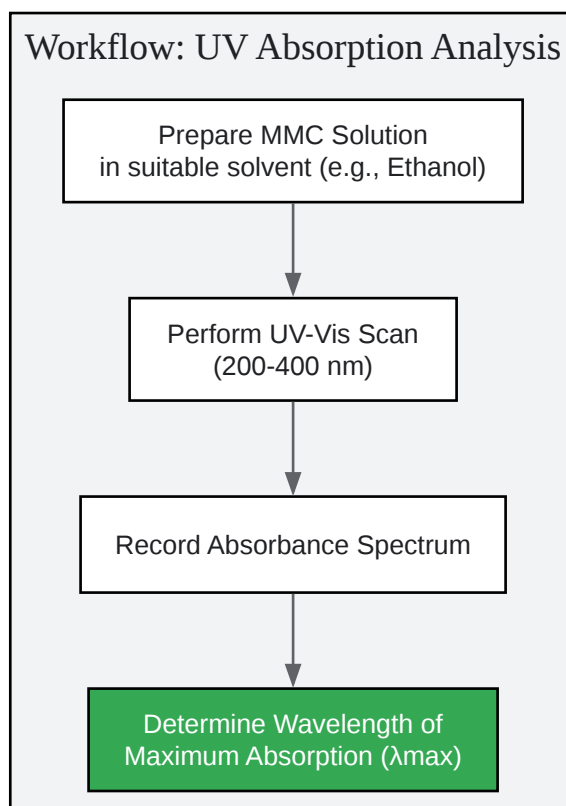 Workflow: UV Absorption Analysis
Prepare MMC Solution
in suitable solvent (e.g., Ethanol)
Perform UV-Vis Scan
(200-400 nm)
Record Absorbance Spectrum
Determine Wavelength of
Maximum Absorption (λmax)